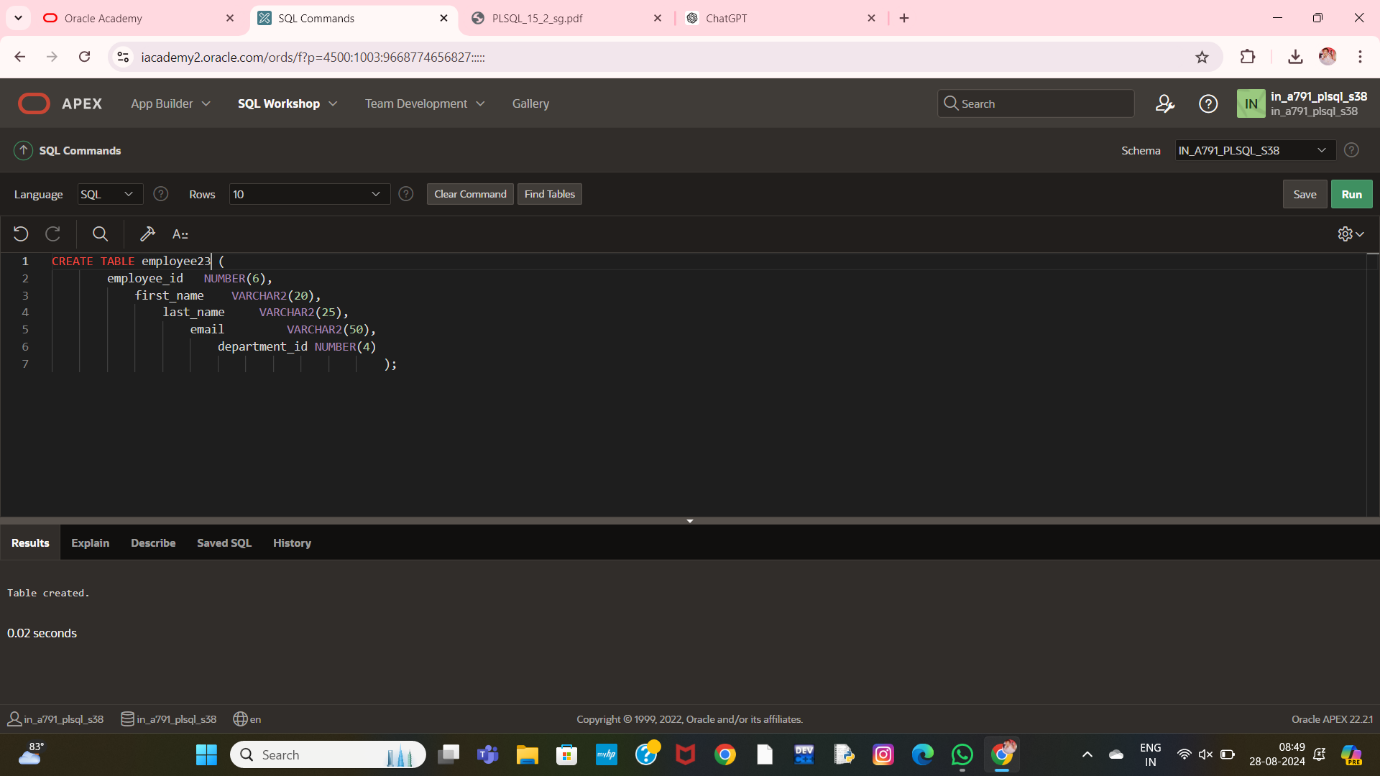 Oracle Academy
SQL Commands
PLSQL_15_2_sg.pdf
ChatGPT
iacademy2.oracle.com/ords/f?p=4500:1003:9668774656827:::::
APEX
App Builder
SQL Workshop
Team Development
Gallery
Search
IN
in_a791_plsql_s38
in_a791_plsql_s38
SQL Commands
Schema
IN_A791_PLSQL_S38
Language
SQL
Rows
10
Clear Command
Find Tables
Save
Run
1 CREATE TABLE employee23 (
2 employee_id NUMBER(6),
3 first_name VARCHAR2(20),
4 last_name VARCHAR2(25),
5 email VARCHAR2(50),
6 department_id NUMBER(4)
7 );
Results
Explain
Describe
Saved SQL
History
Table created.
0.02 seconds
in_a791_plsql_s38
in_a791_plsql_s38
en
Copyright © 1999, 2022, Oracle and/or its affiliates.
Oracle APEX 22.2.1
83°
Search
myhp
DEV
ENG
IN
08:49
28-08-2024
PRE